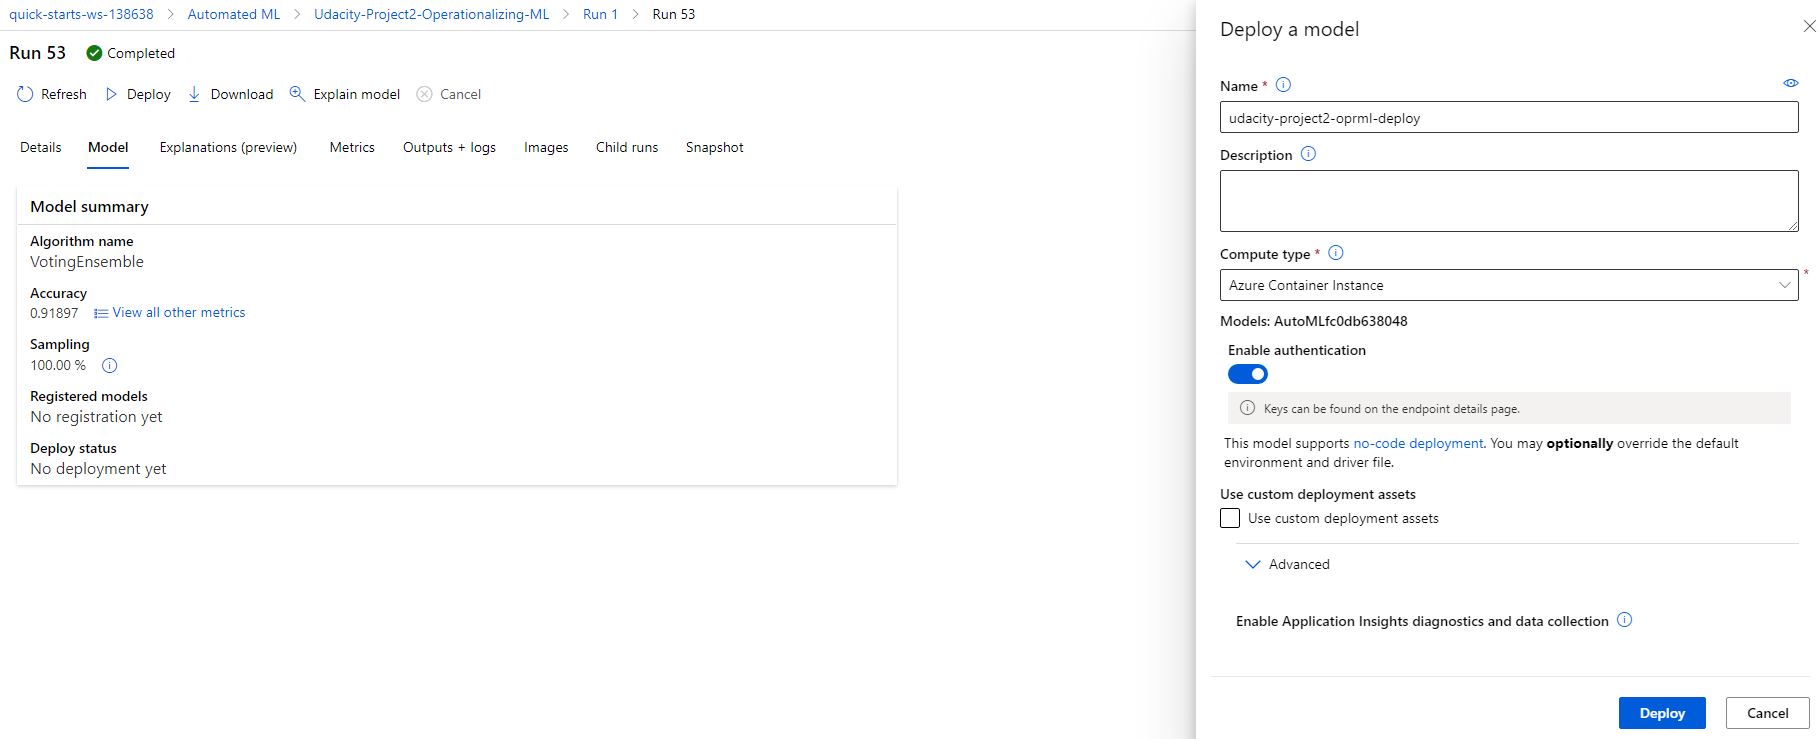 quick-starts-ws-138638 > Automated ML > Udacity-Project2-Operationalizing-ML > Run 1 > Run 53
Run 53 Completed
Refresh Deploy Download Explain model Cancel
Details Model Explanations (preview) Metrics Outputs + logs Images Child runs Snapshot
Model summary
Algorithm name
VotingEnsemble
Accuracy
0.91897 View all other metrics
Sampling
100.00 %
Registered models
No registration yet
Deploy status
No deployment yet
Deploy a model
Name *
udacity-project2-oprml-deploy
Description
Compute type *
Azure Container Instance *
Models: AutoMLfc0db638048
Enable authentication
Keys can be found on the endpoint details page.
This model supports no-code deployment. You may optionally override the default
environment and driver file.
Use custom deployment assets
Use custom deployment assets
Advanced
Enable Application Insights diagnostics and data collection
Deploy Cancel